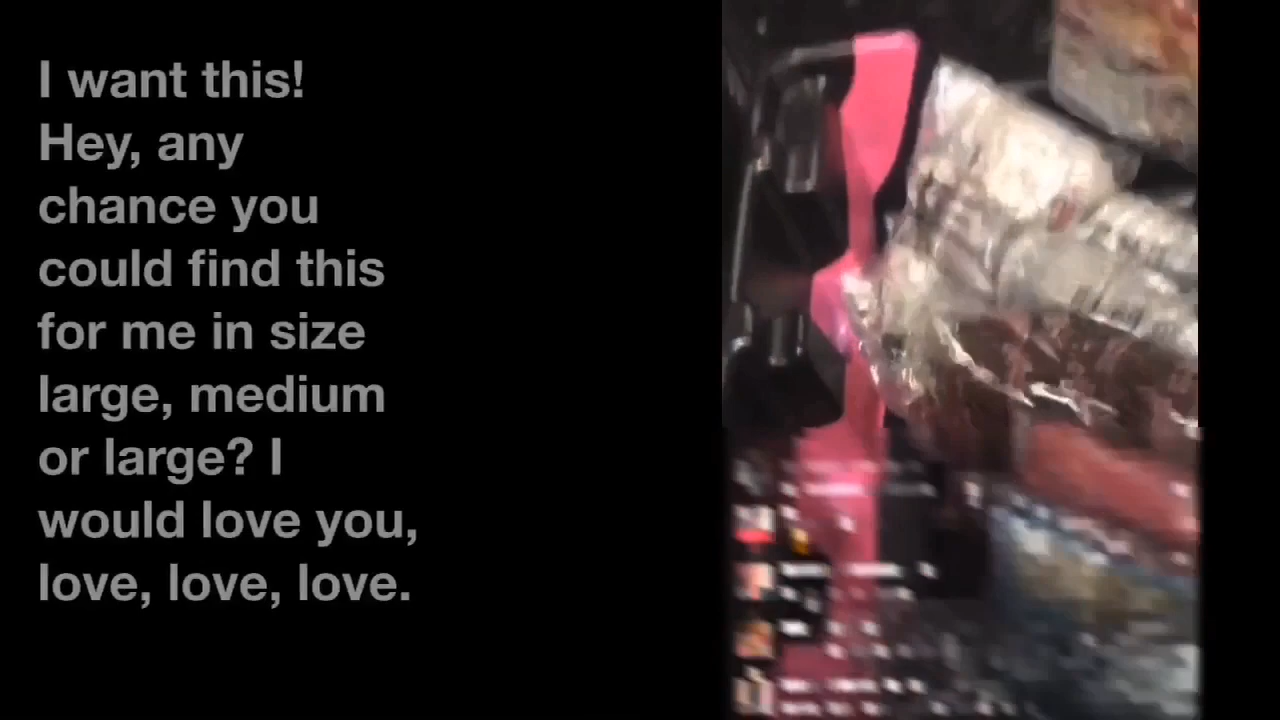 I want this!
Hey, any
chance you
could find this
for me in size
large, medium
or large? I
would love you,
love, love, love.